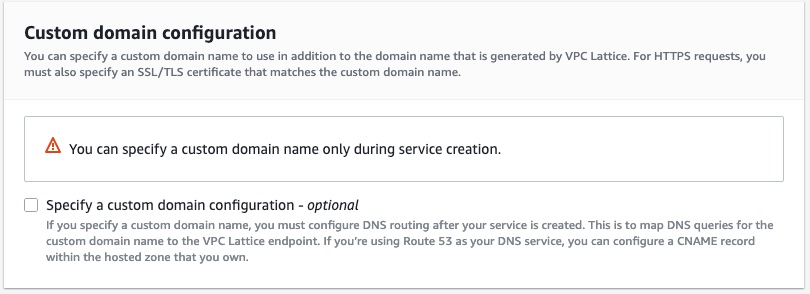 Custom domain configuration
You can specify a custom domain name to use in addition to the domain name that is generated by VPC Lattice. For HTTPS requests, you
must also specify an SSL/TLS certificate that matches the custom domain name.
You can specify a custom domain name only during service creation.
Specify a custom domain configuration - optional
If you specify a custom domain name, you must configure DNS routing after your service is created. This is to map DNS queries for the
custom domain name to the VPC Lattice endpoint. If you’re using Route 53 as your DNS service, you can configure a CNAME record
within the hosted zone that you own.